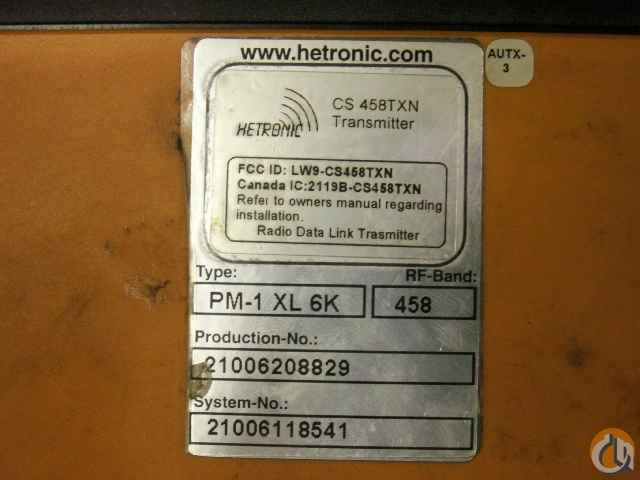 www.hetronic.com
AUTX-
3
HETRONIC
CS 458TXN
Transmitter
FCC ID: LW9-CS458TXN
Canada IC:2119B-CS458TXN
Refer to owners manual regarding
installation.
Radio Data Link Trasmitter
Type:
RF-Band:
PM-1 XL 6K
458
Production-No.:
21006208829
System-No.:
21006118541